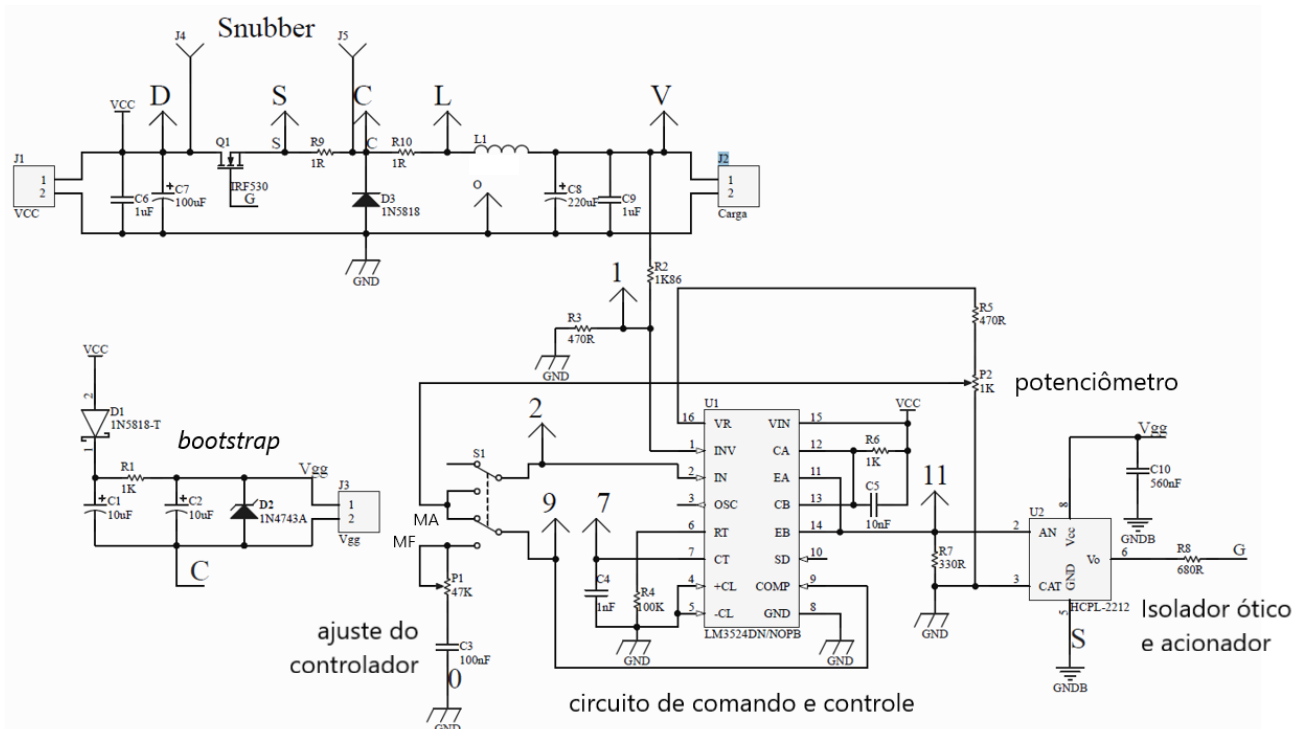 Snubber
J4
J5
VCC
D
S
C
L
V
J1
1
2
VCC
Q1
IRF530
G
S
R9
1R
C
R10
1R
L1
J2
1
2
Carga
C6
1uF
C7
100uF
D3
1N5818
O
C8
220uF
C9
1uF
GND
R2
1K86
1
R3
470R
GND
R5
470R
P2
1K
potenciômetro
VCC
2
D1
1N5818-T
1
bootstrap
R1
1K
Vgg
C1
10uF
C2
10uF
D2
1N4743A
J3
1
2
Vgg
C
2
S1
MA
MF
9
7
P1
47K
ajuste do
controlador
C3
100nF
0
GND
C4
1nF
R4
100K
GND
U1
16 VR VIN 15
1 INV CA 12
2 IN EA 11
3 OSC CB 13
6 RT EB 14
7 CT SD 10
4 +CL COMP 9
5 -CL GND 8
LM3524DN/NOPB
GND
VCC
R6
1K
C5
10nF
11
R7
330R
GND
Vgg
C10
560nF
GNDB
U2
8
Vcc
2 AN
Vo 6
3 CAT
GND
5
HCPL-2212
R8
680R
G
S
GNDB
Isolador ótico
e acionador
circuito de comando e controle